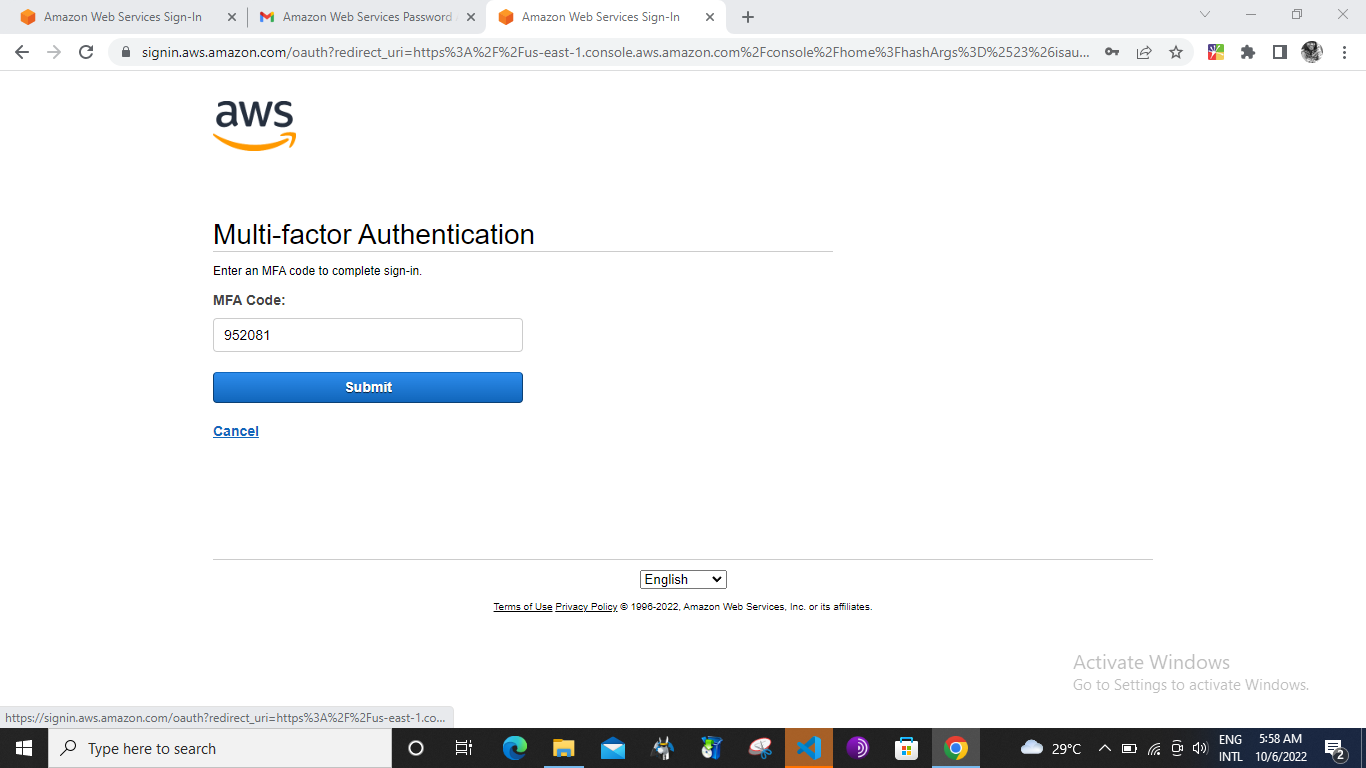 Amazon Web Services Sign-In
Amazon Web Services Password
Amazon Web Services Sign-In
signin.aws.amazon.com/oauth?redirect_uri=https%3A%2F%2Fus-east-1.console.aws.amazon.com%2Fconsole%2Fhome%3FhashArgs%3D%2523%26isau...
aws
Multi-factor Authentication
Enter an MFA code to complete sign-in.
MFA Code:
952081
Submit
Cancel
English
Terms of Use Privacy Policy © 1996-2022, Amazon Web Services, Inc. or its affiliates.
Activate Windows
Go to Settings to activate Windows.
https://signin.aws.amazon.com/oauth?redirect_uri=https%3A%2F%2Fus-east-1.co...
Type here to search
29°C
ENG
INTL
5:58 AM
10/6/2022
2